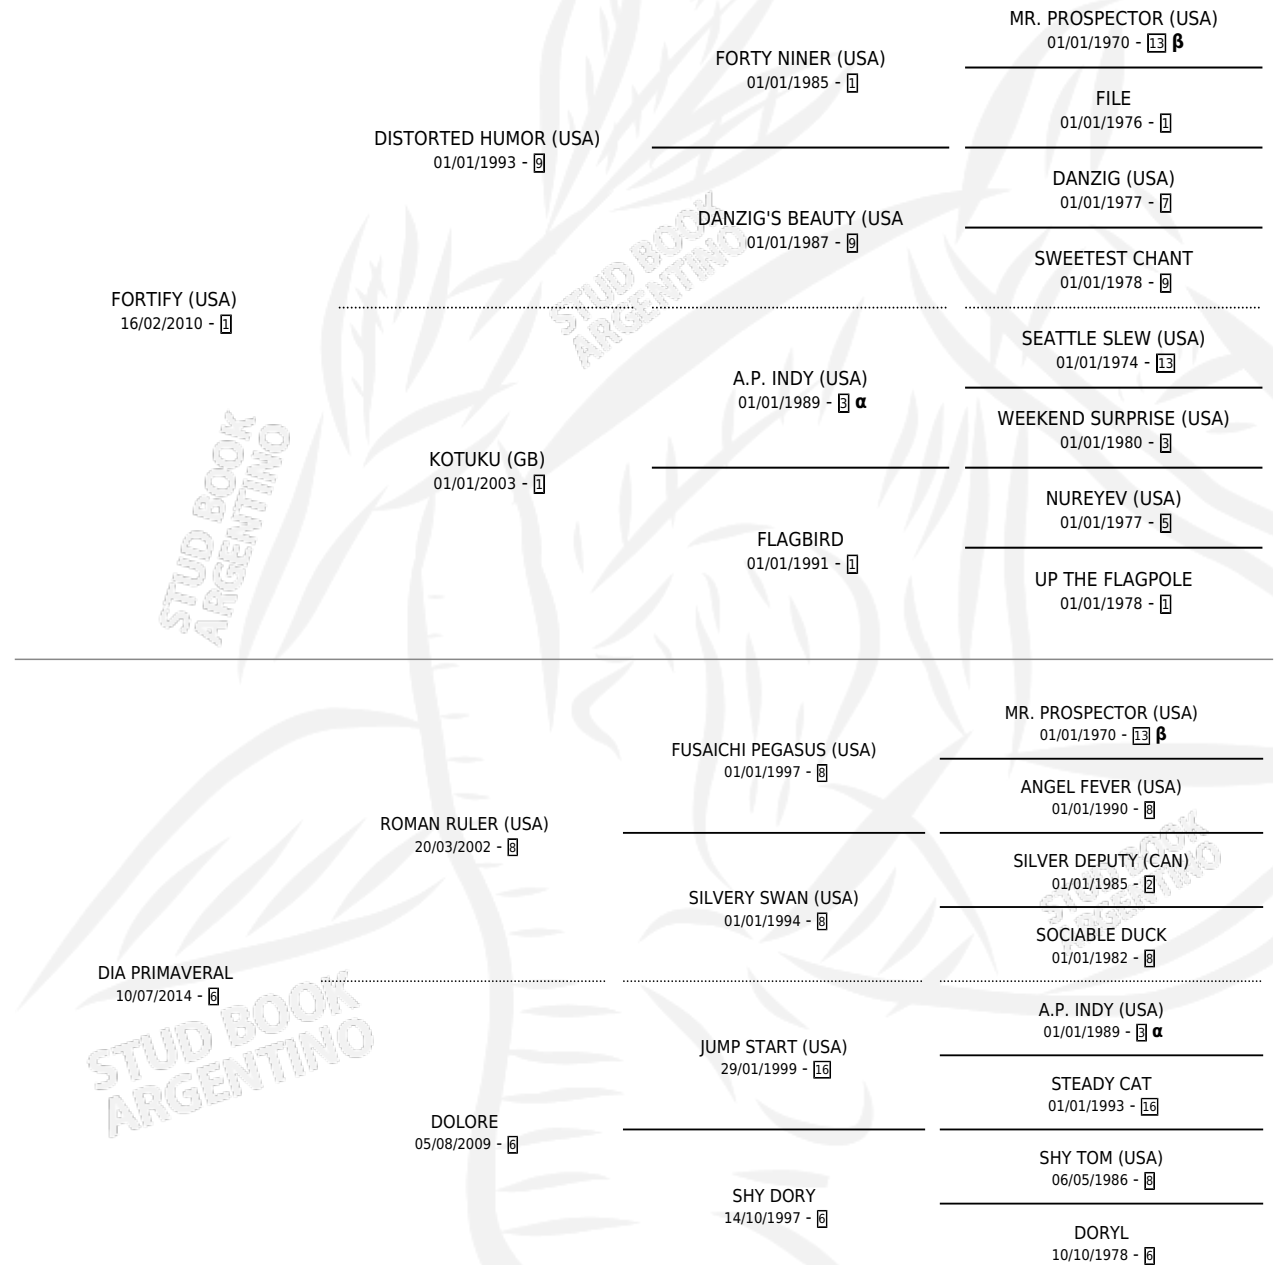 MR. PROSPECTOR (USA)
01/01/1970 - 13 β
FORTY NINER (USA)
01/01/1985 - 1
FILE
01/01/1976 - 1
DISTORTED HUMOR (USA)
01/01/1993 - 9
DANZIG (USA)
01/01/1977 - 7
DANZIG'S BEAUTY (USA
01/01/1987 - 9
SWEETEST CHANT
01/01/1978 - 9
FORTIFY (USA)
16/02/2010 - 1
SEATTLE SLEW (USA)
01/01/1974 - 13
A.P. INDY (USA)
01/01/1989 - 3 α
WEEKEND SURPRISE (USA)
01/01/1980 - 3
KOTUKU (GB)
01/01/2003 - 1
NUREYEV (USA)
01/01/1977 - 5
FLAGBIRD
01/01/1991 - 1
UP THE FLAGPOLE
01/01/1978 - 1
STUD BOOK
ARGENTINO
STUD BOOK
ARGENTINO
MR. PROSPECTOR (USA)
01/01/1970 - 13 β
FUSAICHI PEGASUS (USA)
01/01/1997 - 8
ANGEL FEVER (USA)
01/01/1990 - 8
ROMAN RULER (USA)
20/03/2002 - 8
SILVER DEPUTY (CAN)
01/01/1985 - 2
SILVERY SWAN (USA)
01/01/1994 - 8
SOCIABLE DUCK
01/01/1982 - 8
DIA PRIMAVERAL
10/07/2014 - 6
A.P. INDY (USA)
01/01/1989 - 3 α
JUMP START (USA)
29/01/1999 - 16
STEADY CAT
01/01/1993 - 16
DOLORE
05/08/2009 - 6
SHY TOM (USA)
06/05/1986 - 8
SHY DORY
14/10/1997 - 6
DORYL
10/10/1978 - 6
STUD BOOK
ARGENTINO
STUD BOOK
ARGENTINO